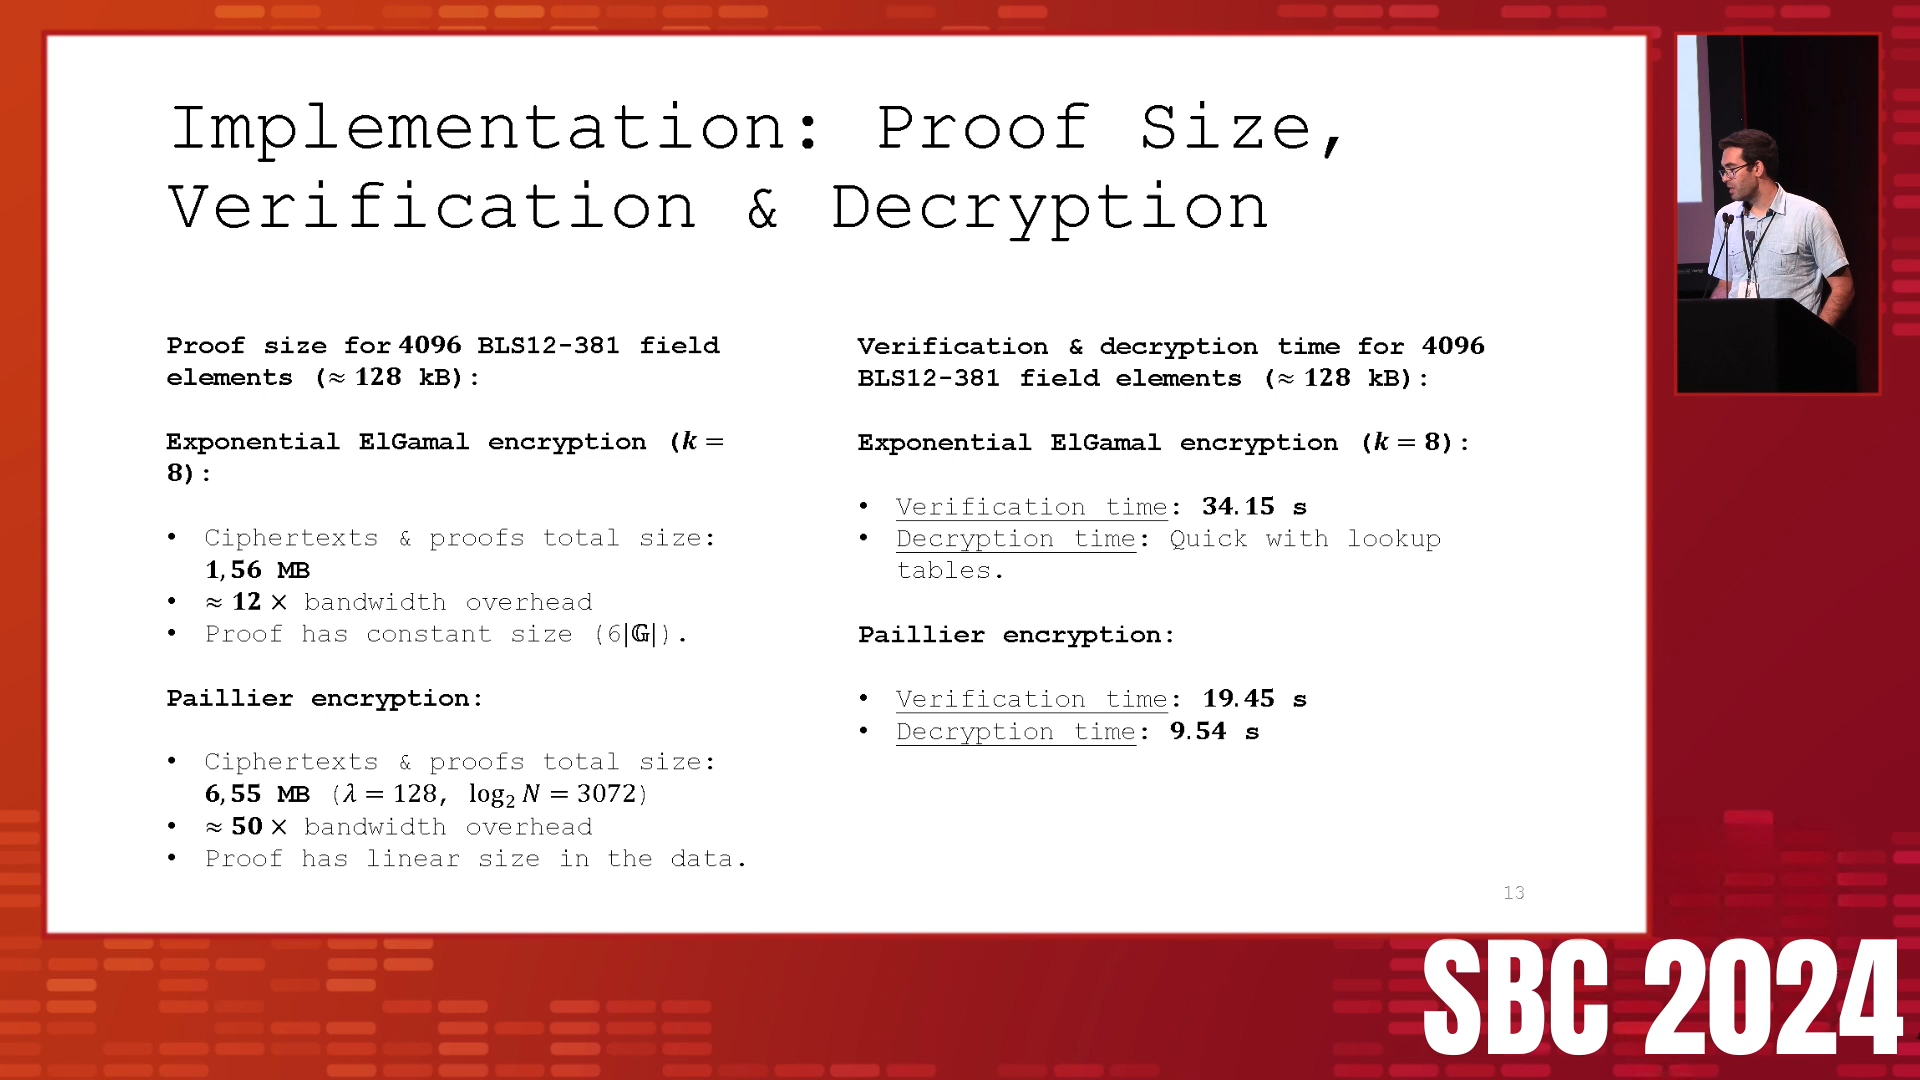 Implementation: Proof Size,
Verification & Decryption
Proof size for 4096 BLS12-381 field
elements (≈ 128 kB):
Exponential ElGamal encryption (k =
8):
• Ciphertexts & proofs total size:
1,56 MB
• ≈ 12 × bandwidth overhead
• Proof has constant size (6|𝔾|).
Paillier encryption:
• Ciphertexts & proofs total size:
6,55 MB (λ = 128, log₂ N = 3072)
• ≈ 50 × bandwidth overhead
• Proof has linear size in the data.
Verification & decryption time for 4096
BLS12-381 field elements (≈ 128 kB):
Exponential ElGamal encryption (k = 8):
• Verification time: 34.15 s
• Decryption time: Quick with lookup
tables.
Paillier encryption:
• Verification time: 19.45 s
• Decryption time: 9.54 s
13
SBC 2024